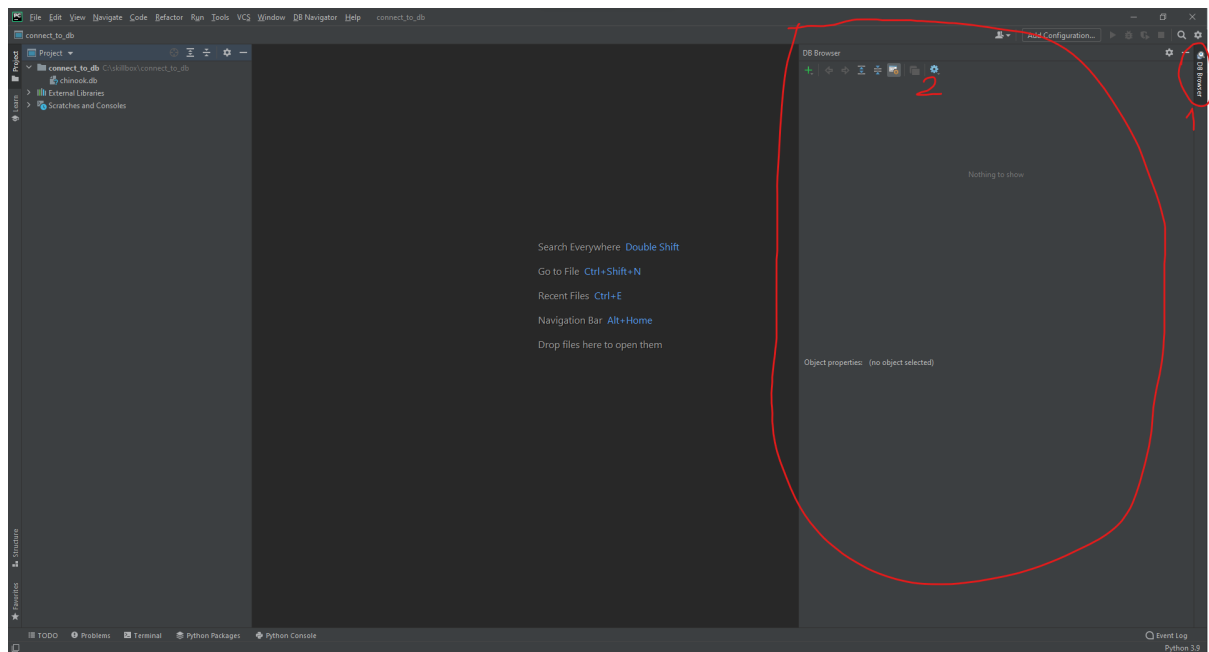 File Edit View Navigate Code Refactor Run Tools VCS Window DB Navigator Help connect_to_db
connect_to_db
Add Configuration...
Project
DB Browser
connect_to_db C:\skillbox\connect_to_db
chinook.db
External Libraries
Scratches and Consoles
Project
Learn
Structure
Favorites
DB Browser
1
2
Nothing to show
Search Everywhere Double Shift
Go to File Ctrl+Shift+N
Recent Files Ctrl+E
Navigation Bar Alt+Home
Drop files here to open them
Object properties: (no object selected)
TODO Problems Terminal Python Packages Python Console
Event Log
Python 3.9